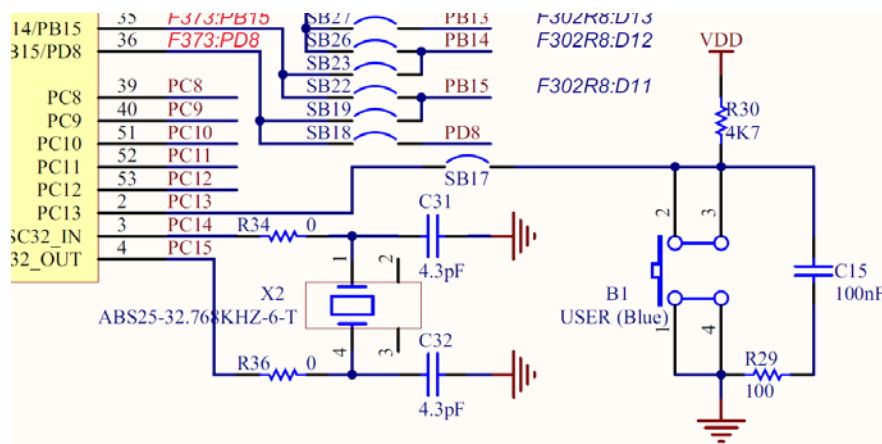 35 F373:PB15 SB27 PB13 F302R8:D13
14/PB15
36 F373:PD8 SB26 PB14 F302R8:D12
B15/PD8 VDD
SB23
39 PC8 SB22 PB15 F302R8:D11
PC8
40 PC9 SB19 R30
PC9
51 PC10 SB18 PD8 4K7
PC10
52 PC11
PC11
53 PC12 SB17
PC12
2 PC13
PC13
3 PC14 R34 0 C31 2 3
SC32_IN
4 PC15
32_OUT
1 2 4.3pF C15
X2 B1 100nF
ABS25-32.768KHZ-6-T USER (Blue)
4 3 C32 1 4
R36 0 R29
4.3pF 100